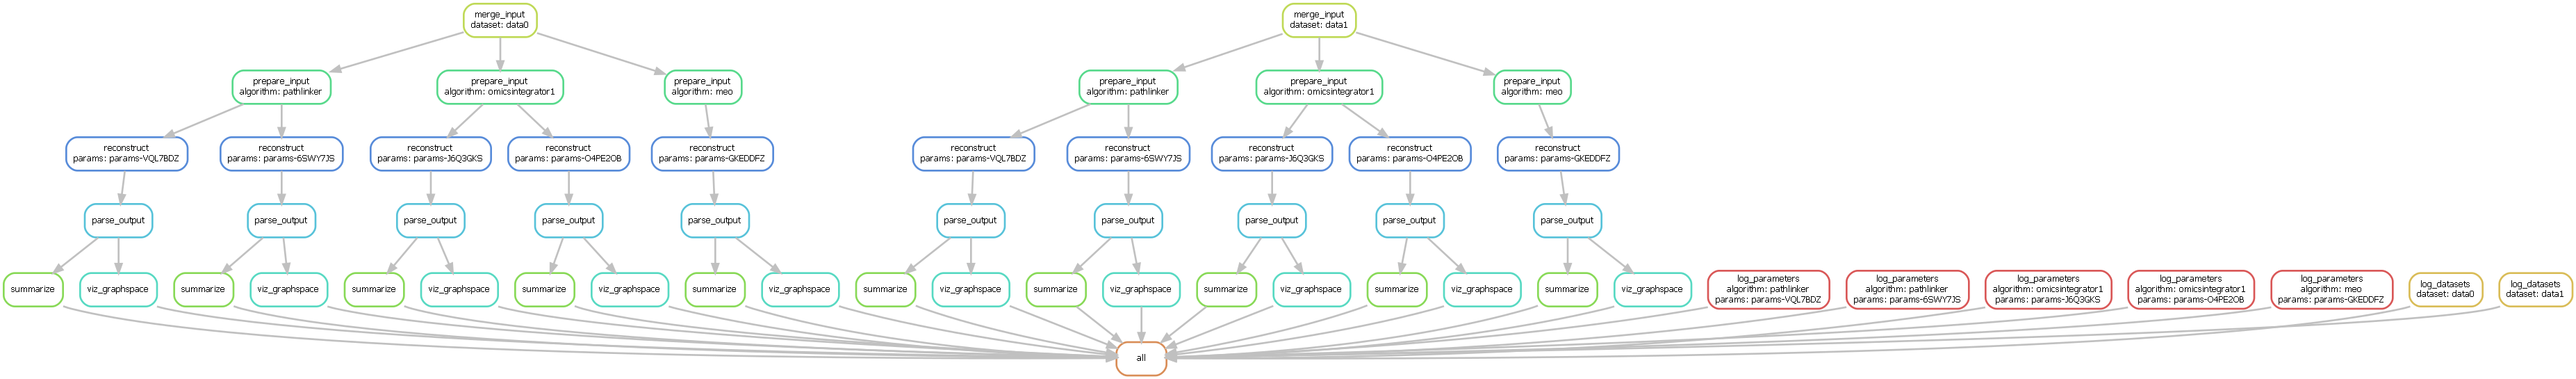 merge_input
dataset: data0
merge_input
dataset: data1
prepare_input
algorithm: pathlinker
prepare_input
algorithm: omicsintegrator1
prepare_input
algorithm: meo
prepare_input
algorithm: pathlinker
prepare_input
algorithm: omicsintegrator1
prepare_input
algorithm: meo
reconstruct
params: params-VQL7BDZ
reconstruct
params: params-6SWY7JS
reconstruct
params: params-J6Q3GKS
reconstruct
params: params-O4PE2OB
reconstruct
params: params-GKEDDFZ
reconstruct
params: params-VQL7BDZ
reconstruct
params: params-6SWY7JS
reconstruct
params: params-J6Q3GKS
reconstruct
params: params-O4PE2OB
reconstruct
params: params-GKEDDFZ
parse_output
parse_output
parse_output
parse_output
parse_output
parse_output
parse_output
parse_output
parse_output
parse_output
summarize
viz_graphspace
summarize
viz_graphspace
summarize
viz_graphspace
summarize
viz_graphspace
summarize
viz_graphspace
summarize
viz_graphspace
summarize
viz_graphspace
summarize
viz_graphspace
summarize
viz_graphspace
summarize
viz_graphspace
log_parameters
algorithm: pathlinker
params: params-VQL7BDZ
log_parameters
algorithm: pathlinker
params: params-6SWY7JS
log_parameters
algorithm: omicsintegrator1
params: params-J6Q3GKS
log_parameters
algorithm: omicsintegrator1
params: params-O4PE2OB
log_parameters
algorithm: meo
params: params-GKEDDFZ
log_datasets
dataset: data0
log_datasets
dataset: data1
all